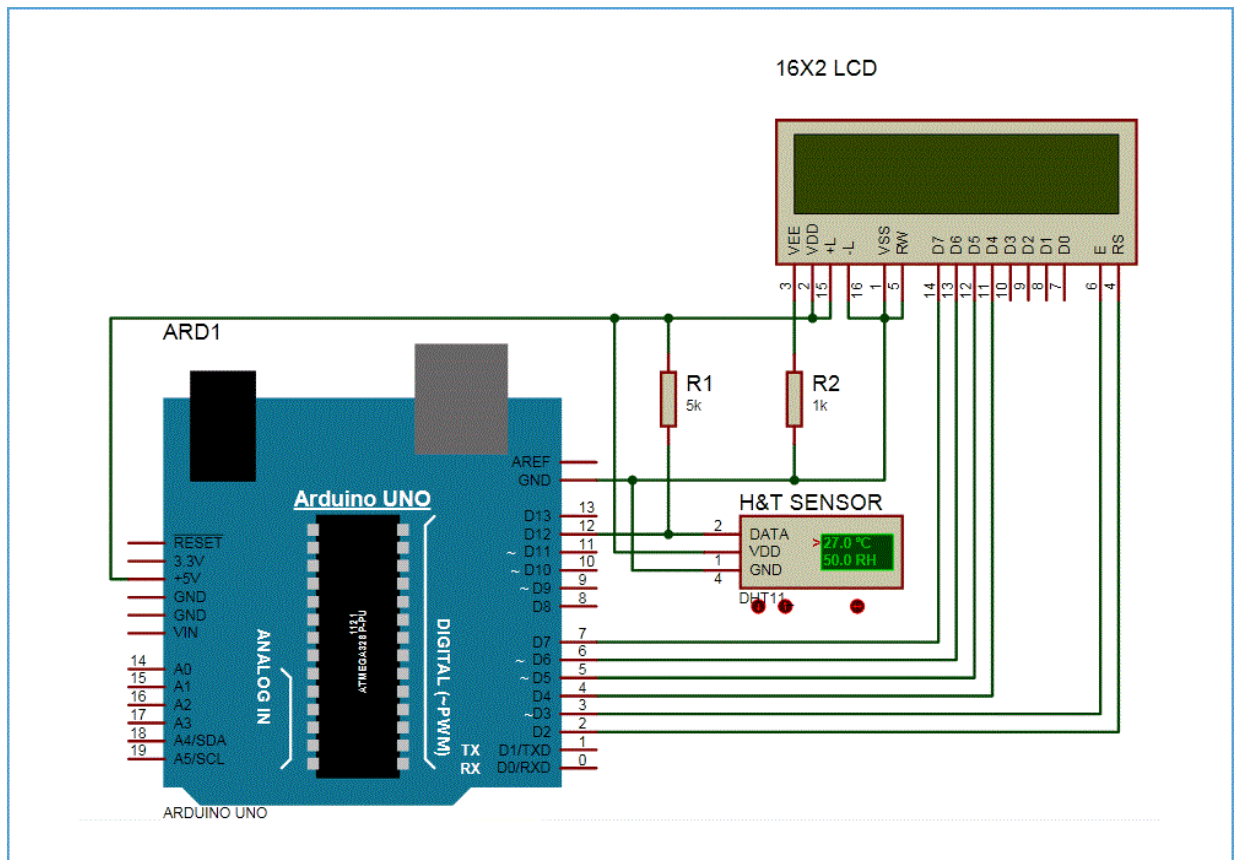 16X2 LCD
VEE
VDD
+L
-L
VSS
RW
D7
D6
D5
D4
D3
D2
D1
D0
E
RS
3
2
15
16
1
5
14
13
12
11
10
9
8
7
6
4
ARD1
R1
5k
R2
1k
AREF
GND
Arduino UNO
H&T SENSOR
RESET
3.3V
+5V
GND
GND
VIN
14 A0
15 A1
16 A2
17 A3
18 A4/SDA
19 A5/SCL
ANALOG IN
1121
ATMEGA328P-PU
DIGITAL (~PWM)
TX
RX
D13 13
D12 12
~ D11 11
~ D10 10
~ D9 9
D8 8
D7 7
~ D6 6
~ D5 5
D4 4
~D3 3
D2 2
D1/TXD 1
D0/RXD 0
2 DATA
1 VDD
4 GND
>27.0 °C
50.0 RH
DHT11
ARDUINO UNO